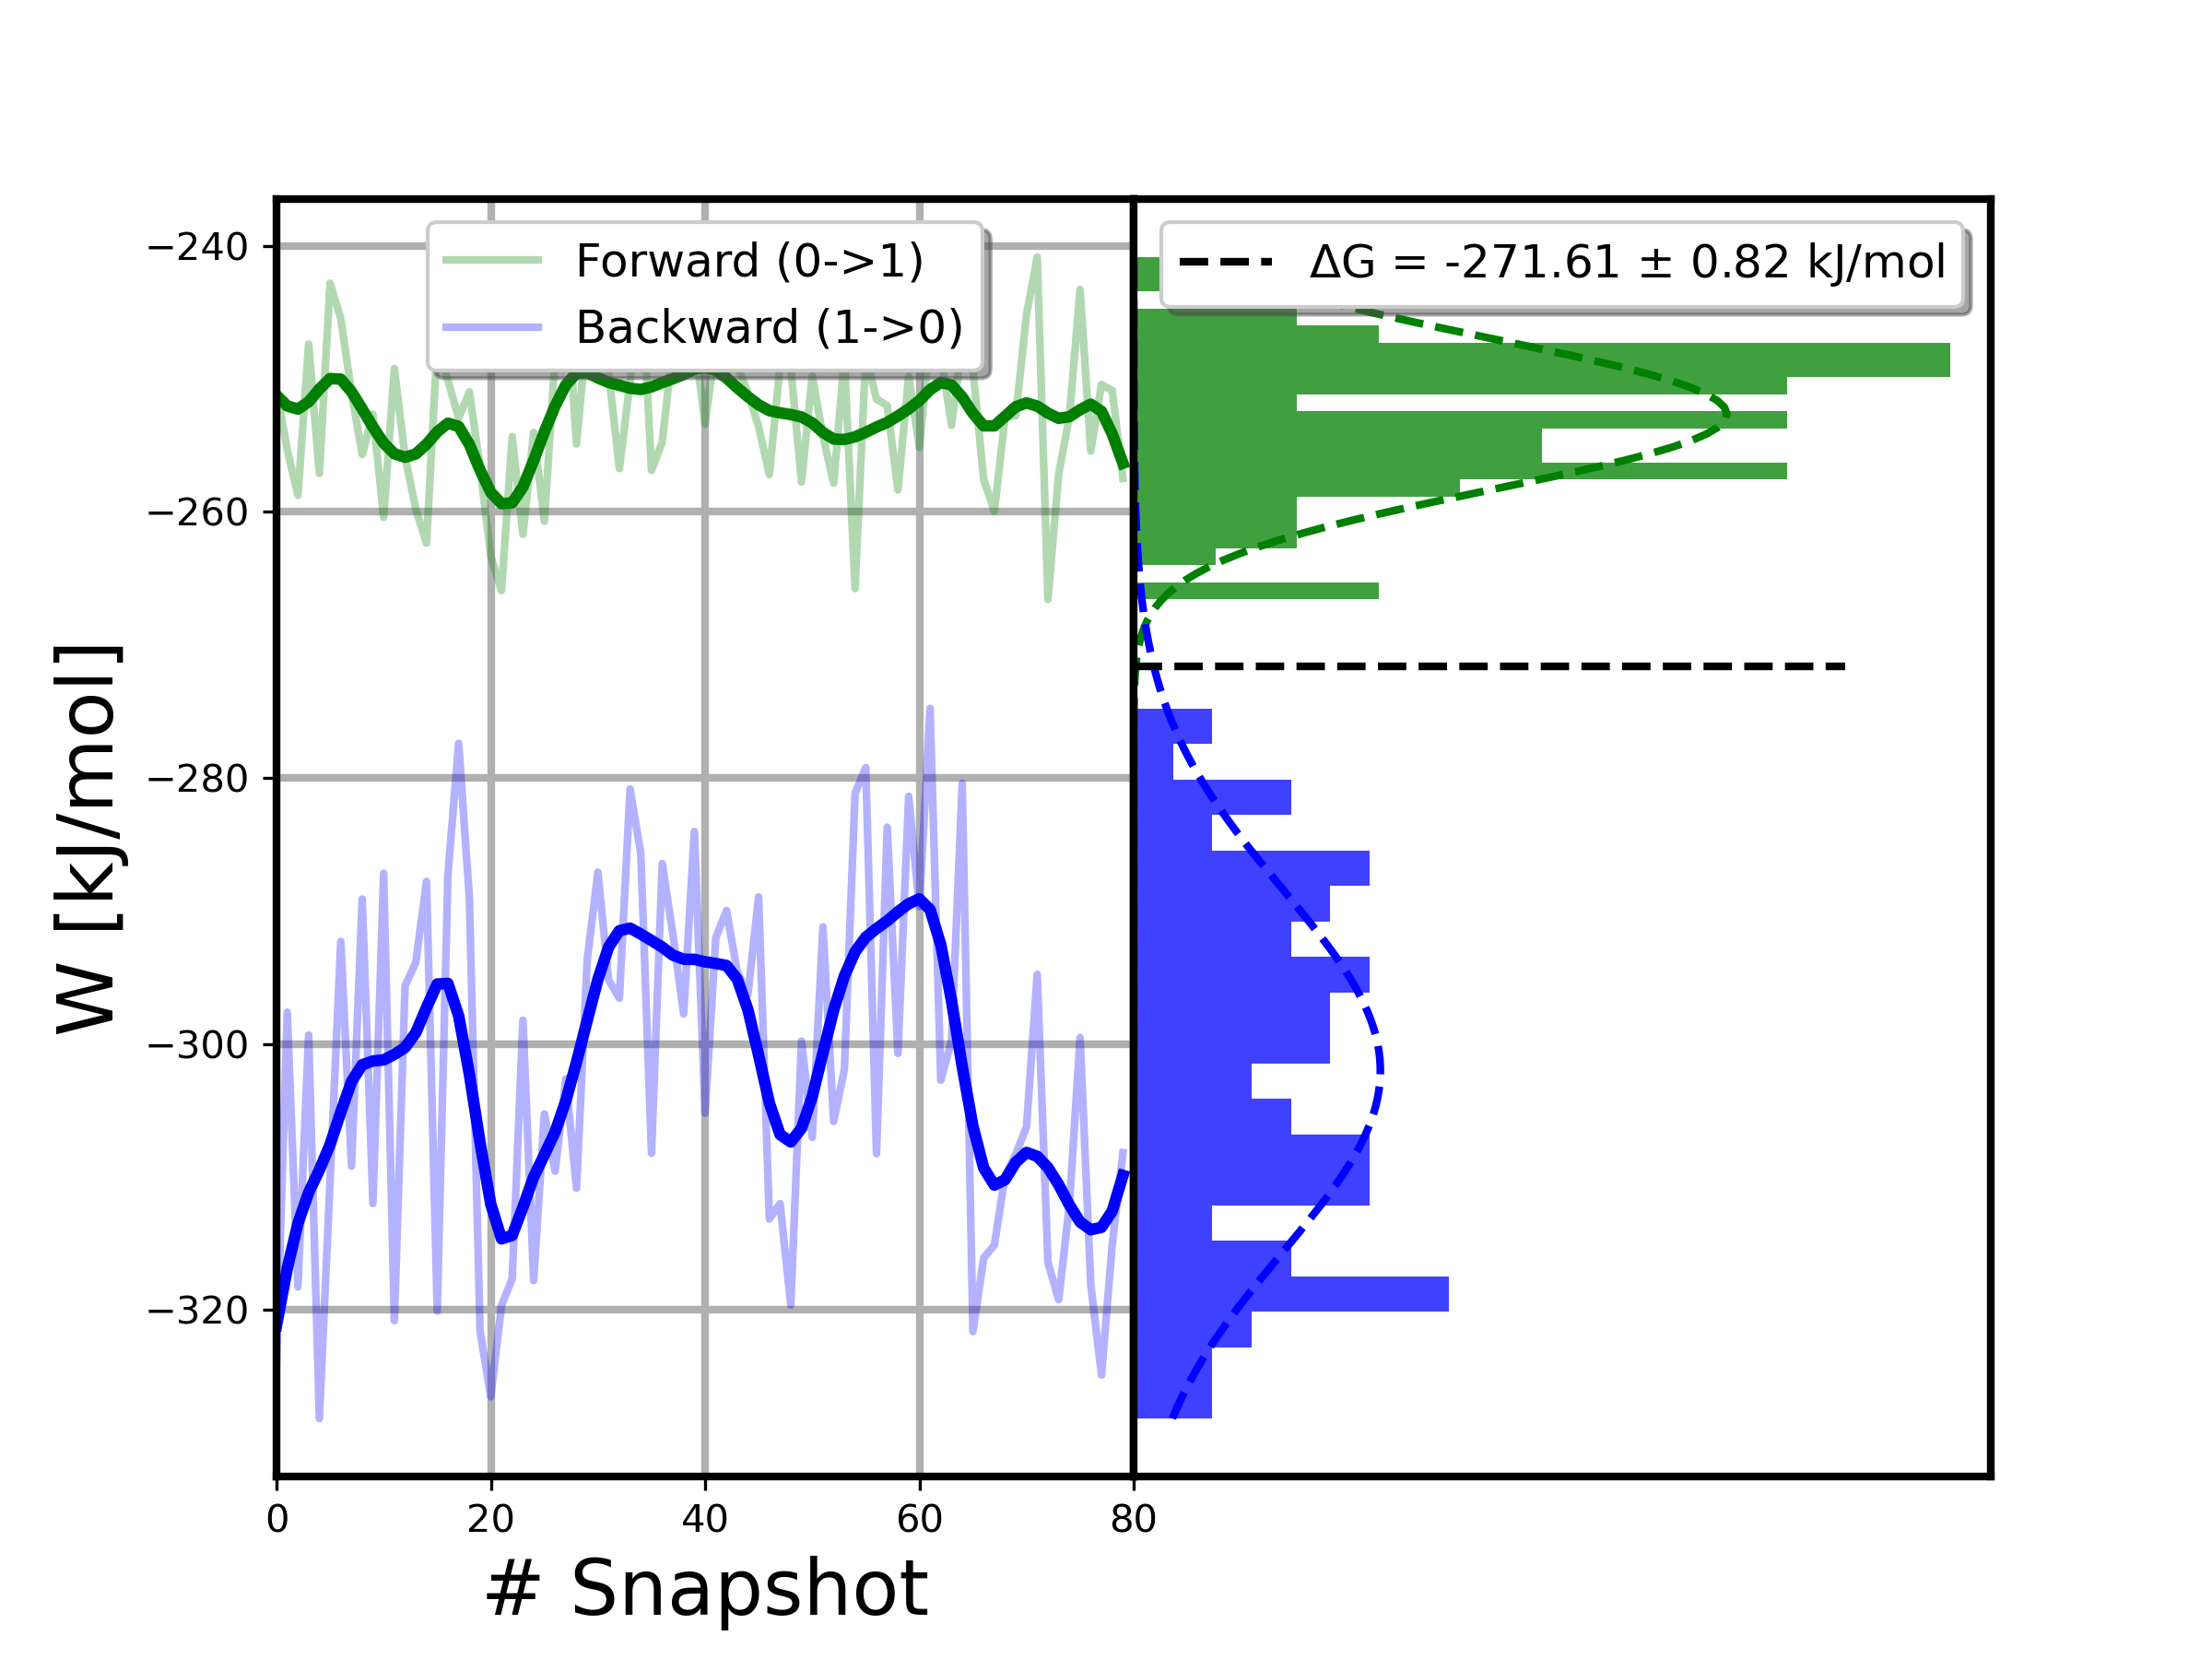 Forward (0->1)
Backward (1->0)
ΔG = -271.61 ± 0.82 kJ/mol
−240
−260
−280
−300
−320
W [kJ/mol]
0 20 40 60 80
# Snapshot